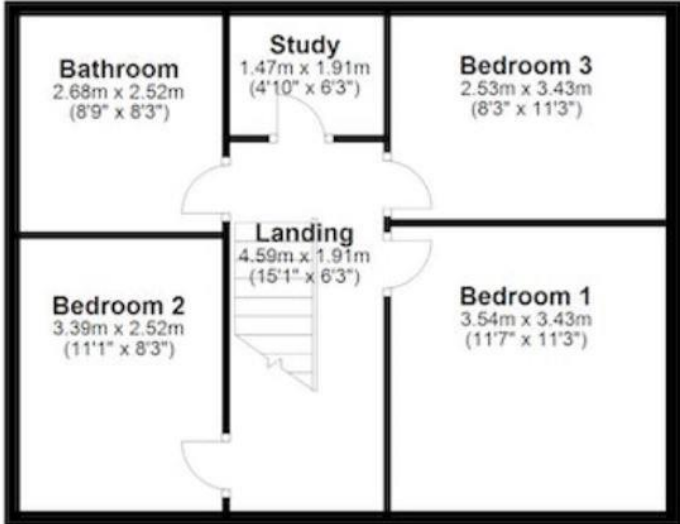 Bathroom
2.68m x 2.52m
(8'9" x 8'3")
Study
1.47m x 1.91m
(4'10" x 6'3")
Bedroom 3
2.53m x 3.43m
(8'3" x 11'3")
Landing
4.59m x 1.91m
(15'1" x 6'3")
Bedroom 2
3.39m x 2.52m
(11'1" x 8'3")
Bedroom 1
3.54m x 3.43m
(11'7" x 11'3")